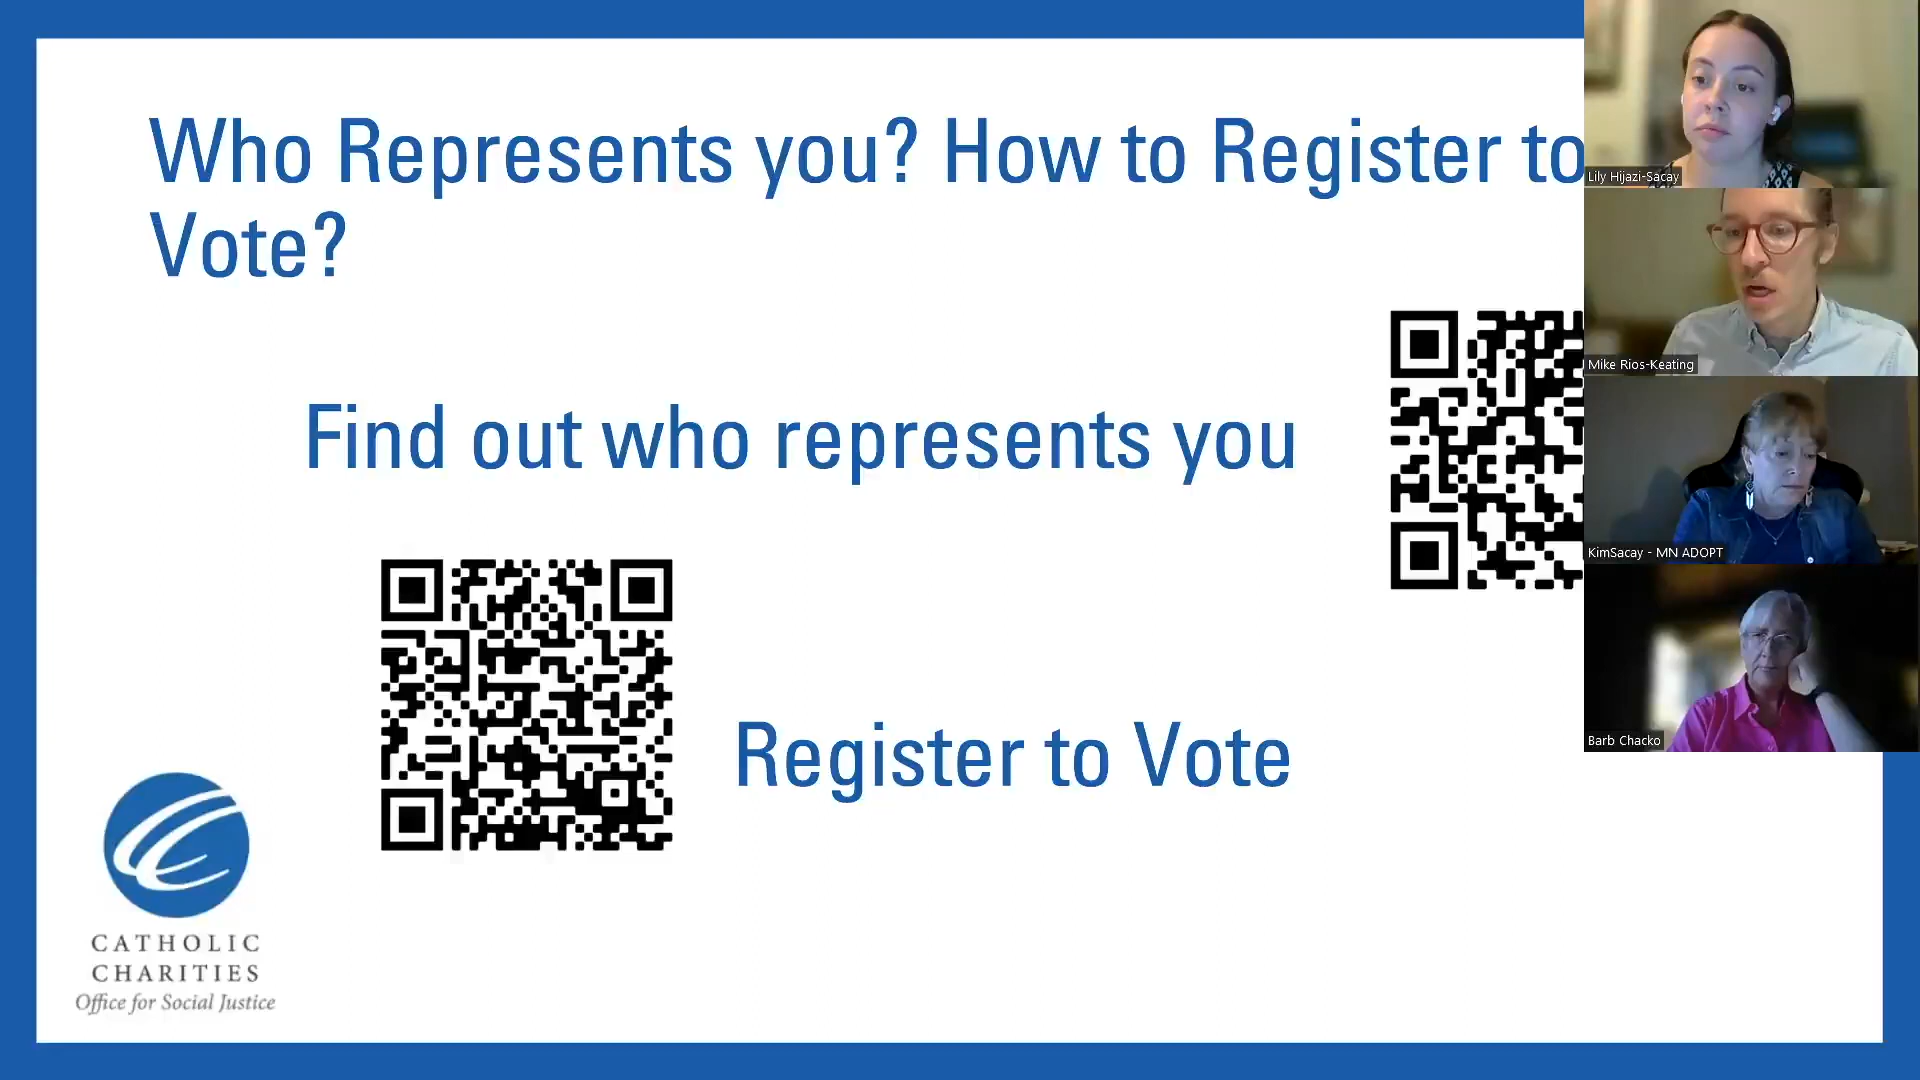 Who Represents you? How to Register to
Vote?
Find out who represents you
Register to Vote
CATHOLIC
CHARITIES
Office for Social Justice
Lily Hijazi-Sacay
Mike Rios-Keating
KimSacay - MN ADOPT
Barb Chacko